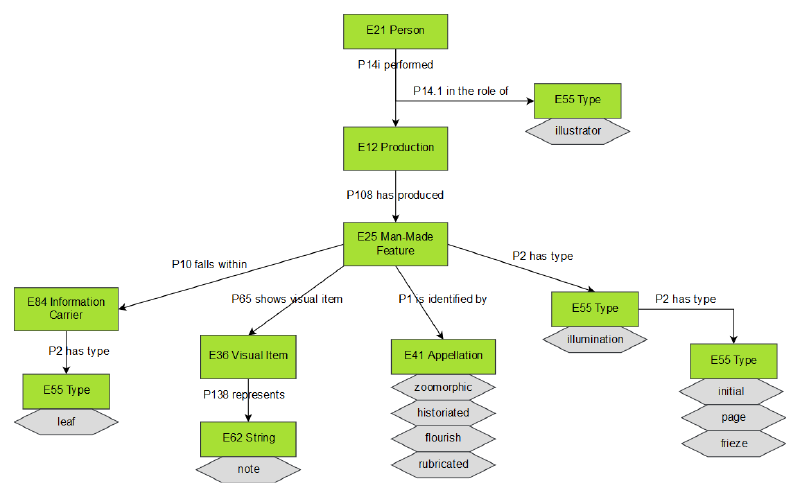 E21 Person
P14i performed
P14.1 in the role of
E55 Type
illustrator
E12 Production
P108 has produced
E25 Man-Made
Feature
P10 falls within
P65 shows visual item
P1 is identified by
P2 has type
E84 Information
Carrier
P2 has type
E55 Type
leaf
E36 Visual Item
P138 represents
E62 String
note
E41 Appellation
zoomorphic
historiated
flourish
rubricated
E55 Type
illumination
P2 has type
E55 Type
initial
page
frieze